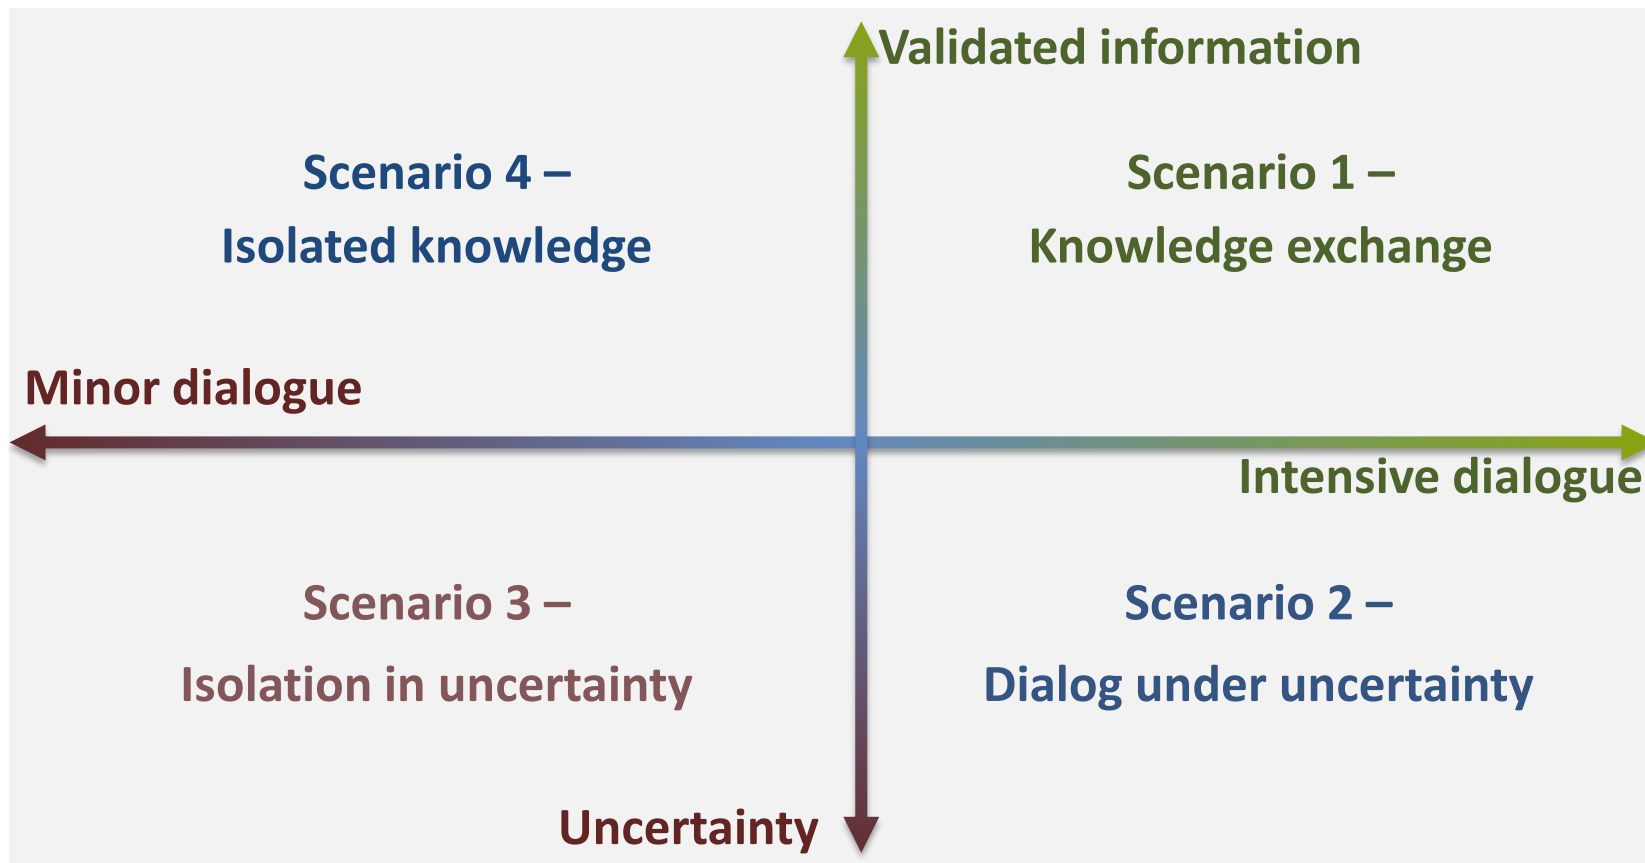 Validated information
Scenario 4 –
Isolated knowledge
Scenario 1 –
Knowledge exchange
Minor dialogue
Intensive dialogue
Scenario 3 –
Isolation in uncertainty
Scenario 2 –
Dialog under uncertainty
Uncertainty